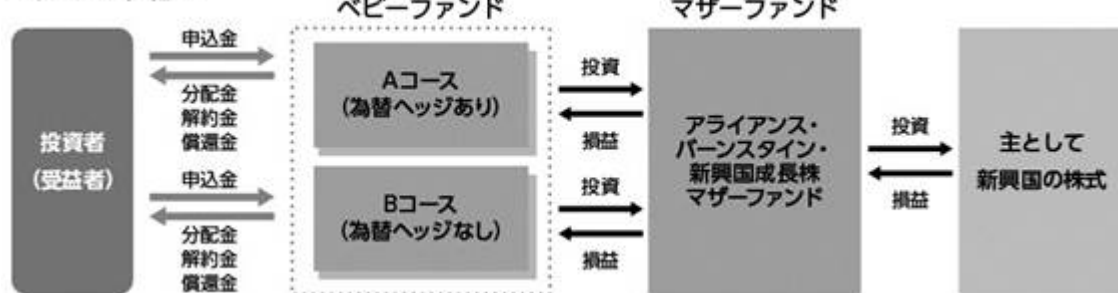 ベビーファンド
マザーファンド
投資者
（受益者）
申込金
分配金
解約金
償還金
申込金
分配金
解約金
償還金
Aコース
（為替ヘッジあり）
Bコース
（為替ヘッジなし）
投資
損益
投資
損益
アライアンス・
バーンスタイン・
新興国成長株
マザーファンド
投資
損益
主として
新興国の株式